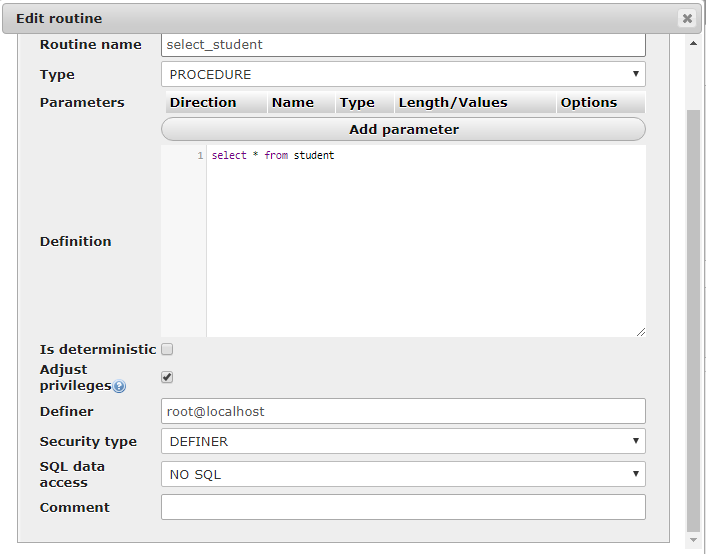 Edit routine
Routine name select_student
Type PROCEDURE
Parameters Direction Name Type Length/Values Options
Add parameter
1 select * from student
Definition
Is deterministic
Adjust
privileges
Definer root@localhost
Security type DEFINER
SQL data
access NO SQL
Comment